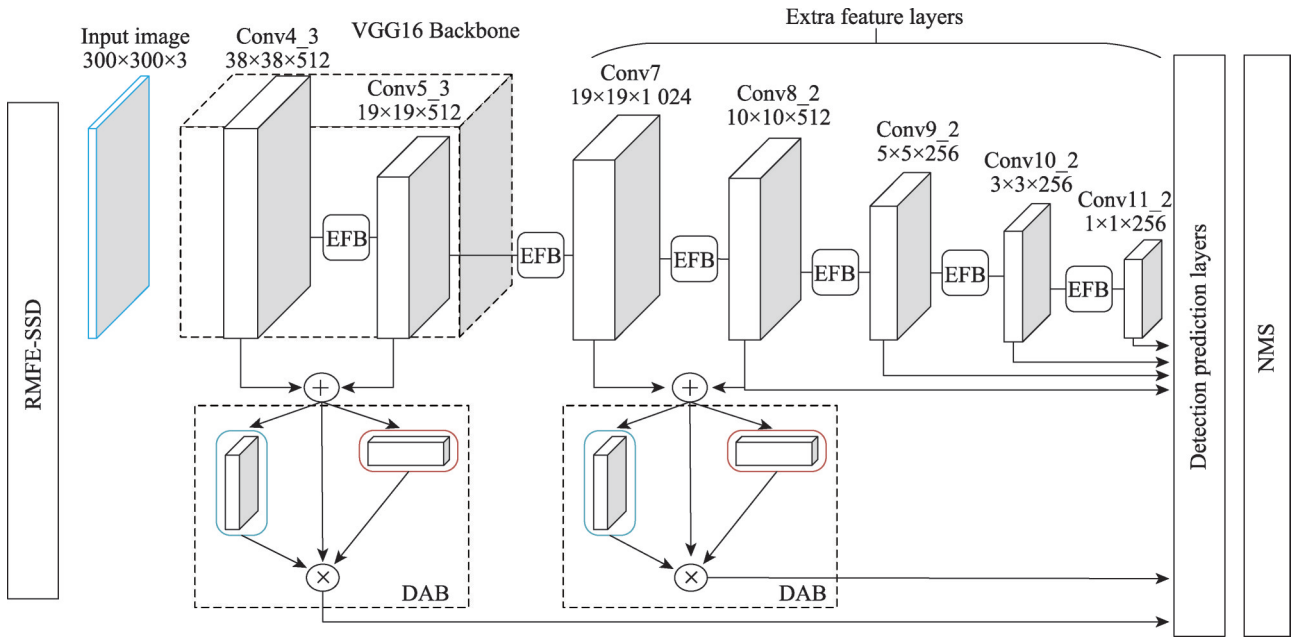 Extra feature layers
VGG16 Backbone
Input image
300×300×3
Conv4_3
38×38×512
Conv5_3
19×19×512
Conv7
19×19×1 024
Conv8_2
10×10×512
Conv9_2
5×5×256
Conv10_2
3×3×256
Conv11_2
1×1×256
EFB
EFB
EFB
EFB
EFB
EFB
RMFE-SSD
Detection prediction layers
NMS
+
+
×
×
DAB
DAB